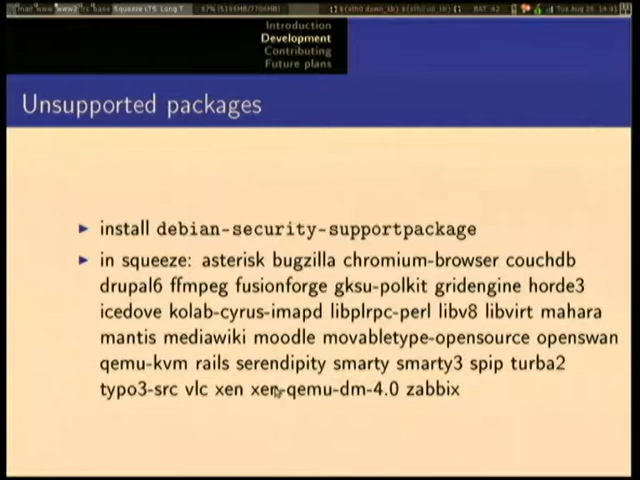 Squeeze LTS Long T
Introduction
Development
Contributing
Future plans
Unsupported packages
install debian-security-supportpackage
in squeeze: asterisk bugzilla chromium-browser couchdb
drupal6 ffmpeg fusionforge gksu-polkit gridengine horde3
icedove kolab-cyrus-imapd libplrpc-perl libv8 libvirt mahara
mantis mediawiki moodle movabletype-opensource openswan
qemu-kvm rails serendipity smarty smarty3 spip turba2
typo3-src vlc xen xen-qemu-dm-4.0 zabbix